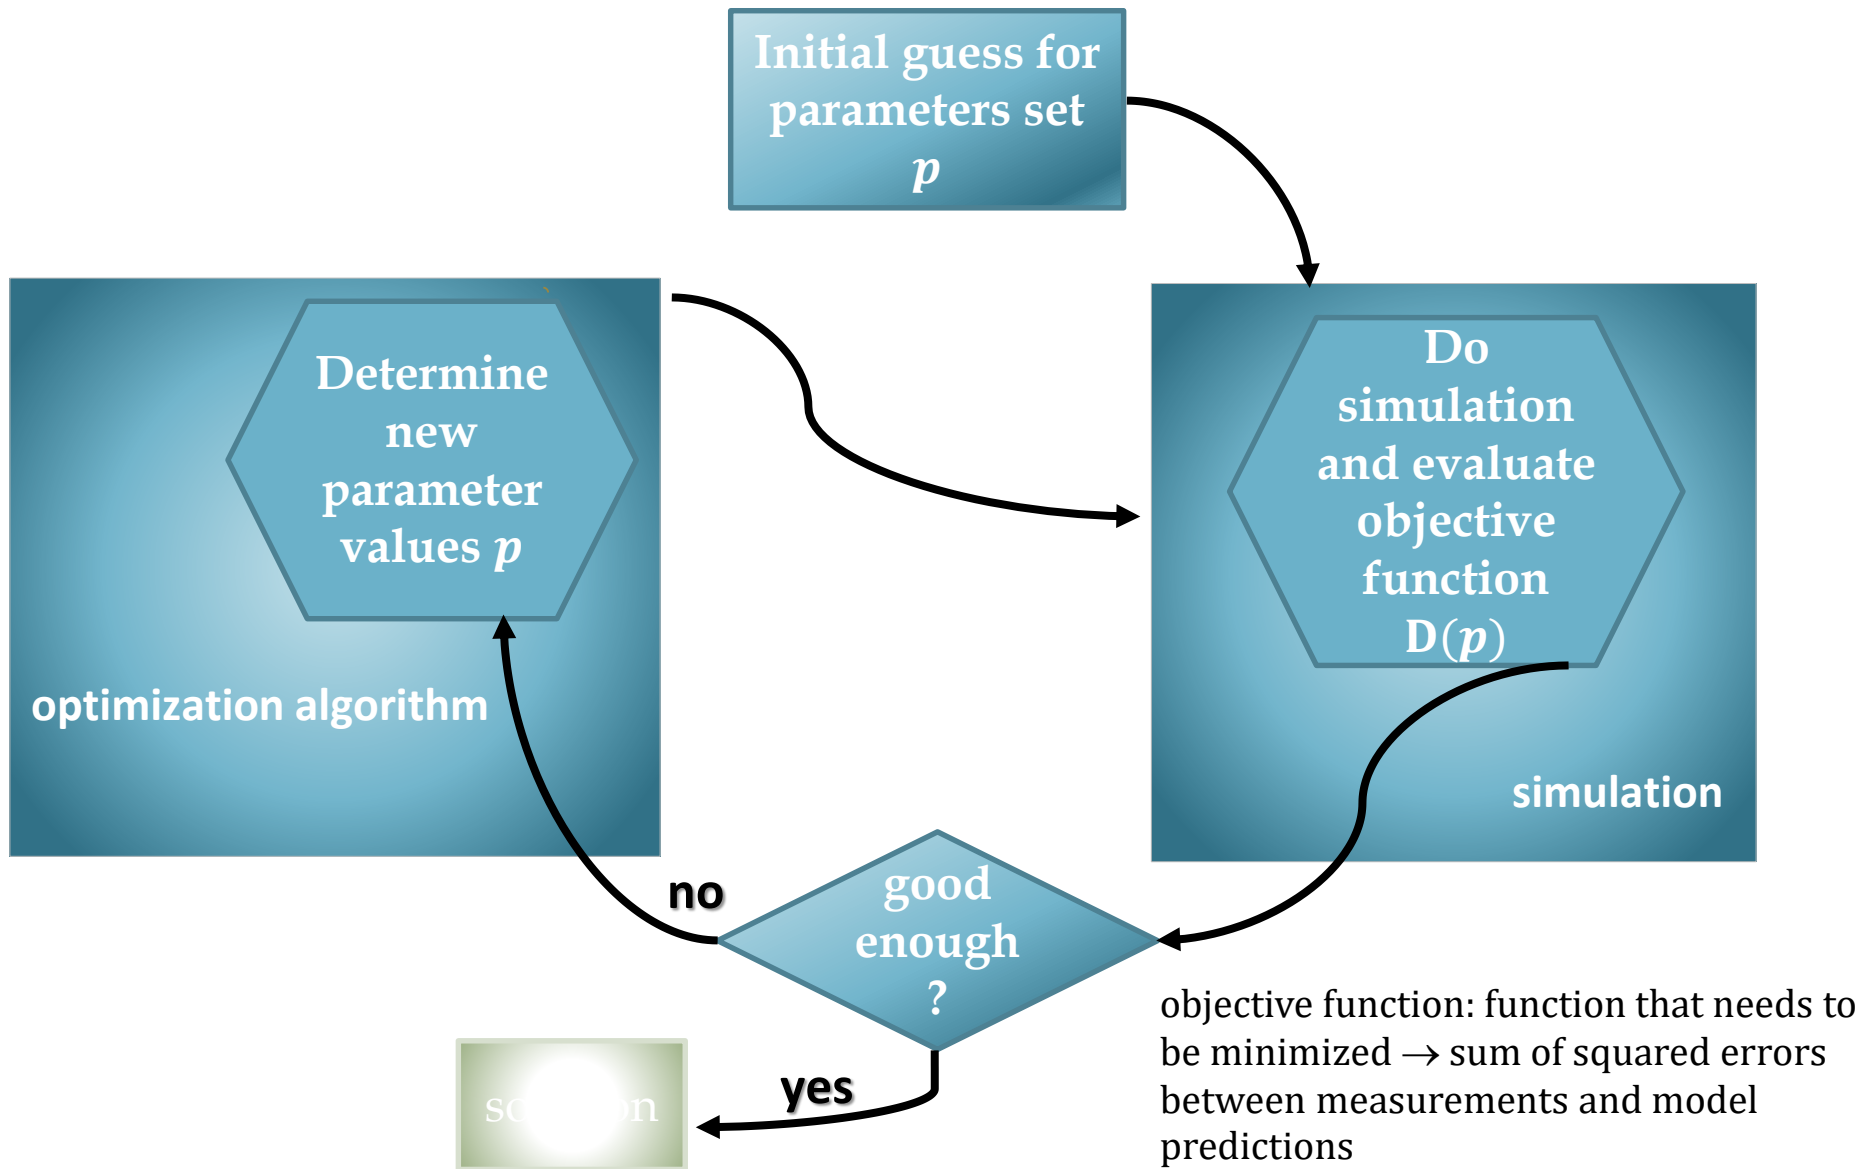 Initial guess for
parameters set
p
Determine
new
parameter
values p
optimization algorithm
Do
simulation
and evaluate
objective
function
D(p)
simulation
no
good
enough
?
yes
objective function: function that needs to
be minimized → sum of squared errors
between measurements and model
predictions